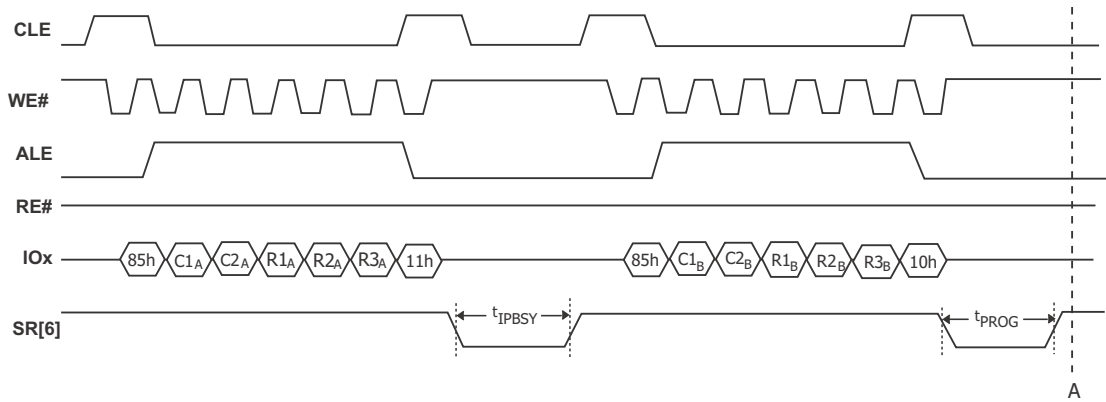 CLE
WE#
ALE
RE#
IOx 85h C1A C2A R1A R2A R3A 11h 85h C1B C2B R1B R2B R3B 10h
SR[6] tIPBSY tPROG
A